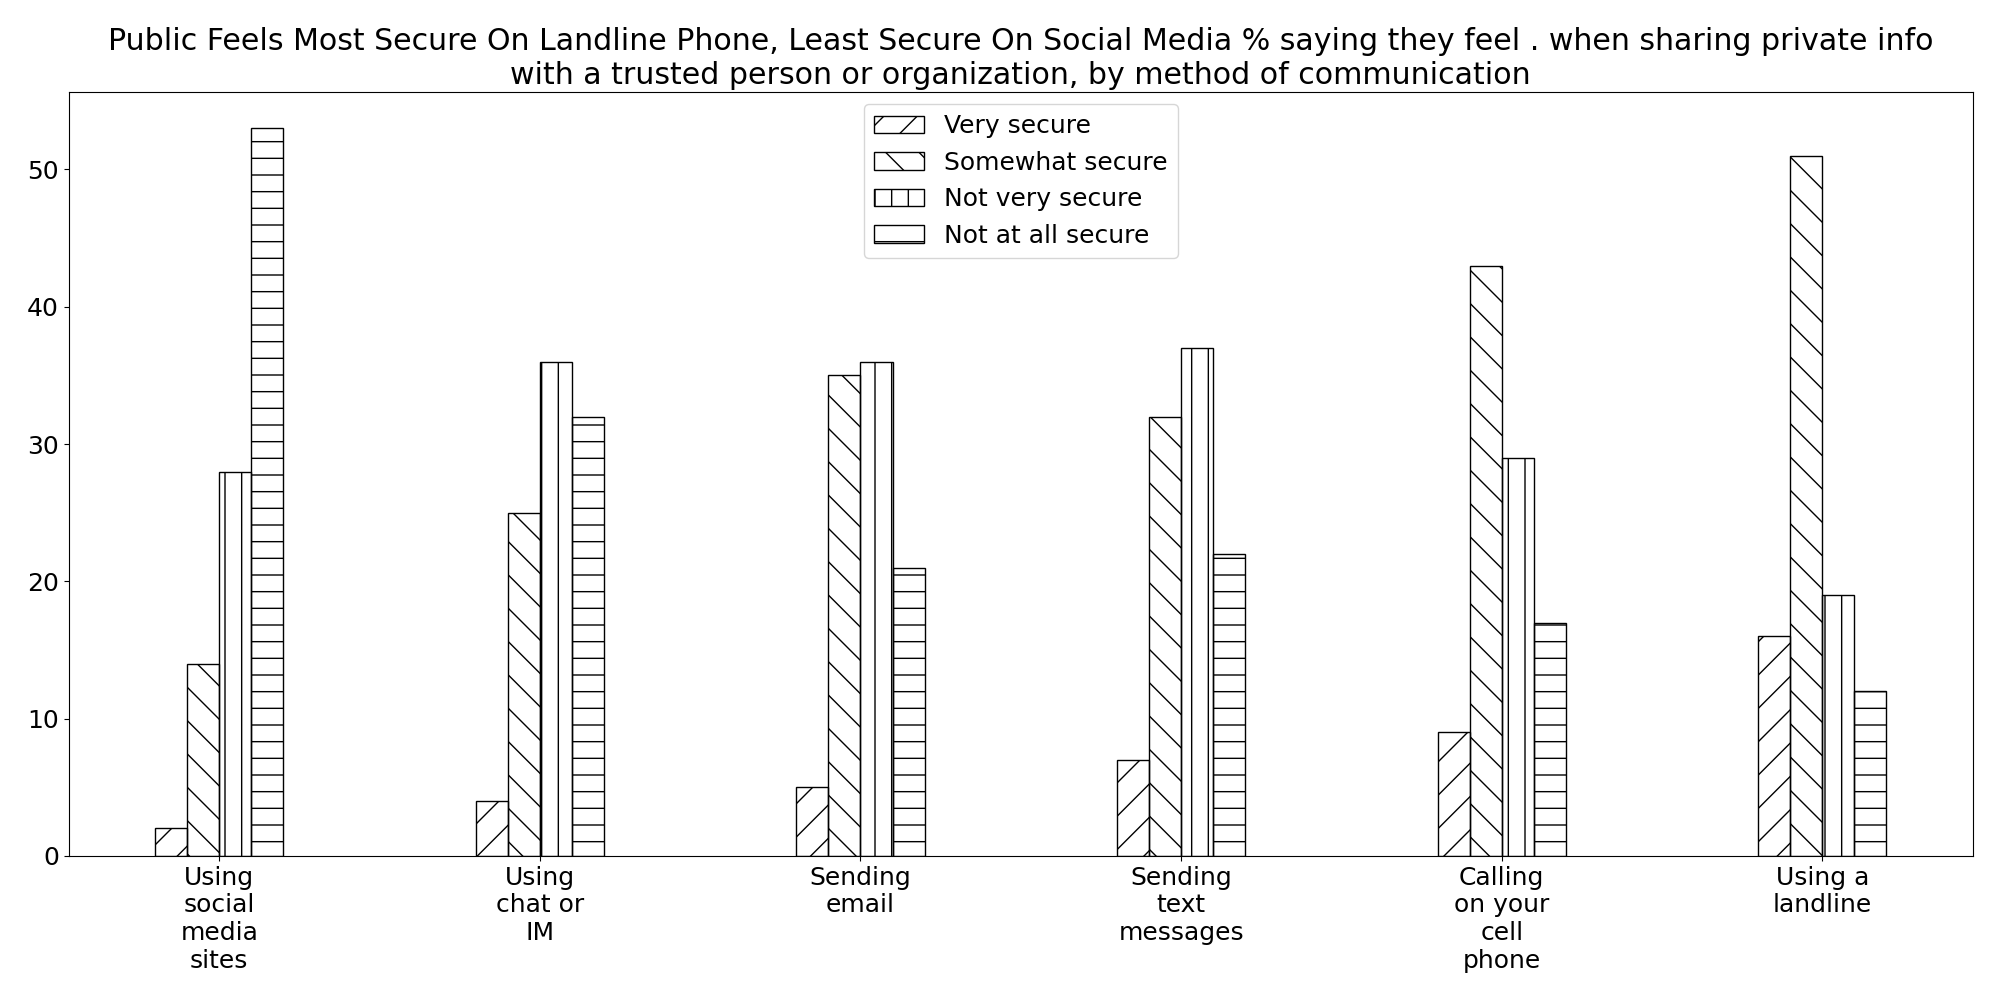 Public Feels Most Secure On Landline Phone, Least Secure On Social Media % saying they feel . when sharing private info
with a trusted person or organization, by method of communication
Very secure
Somewhat secure
Not very secure
Not at all secure
50
40
30
20
10
0
Using
social
media
sites
Using
chat or
IM
Sending
email
Sending
text
messages
Calling
on your
cell
phone
Using a
landline